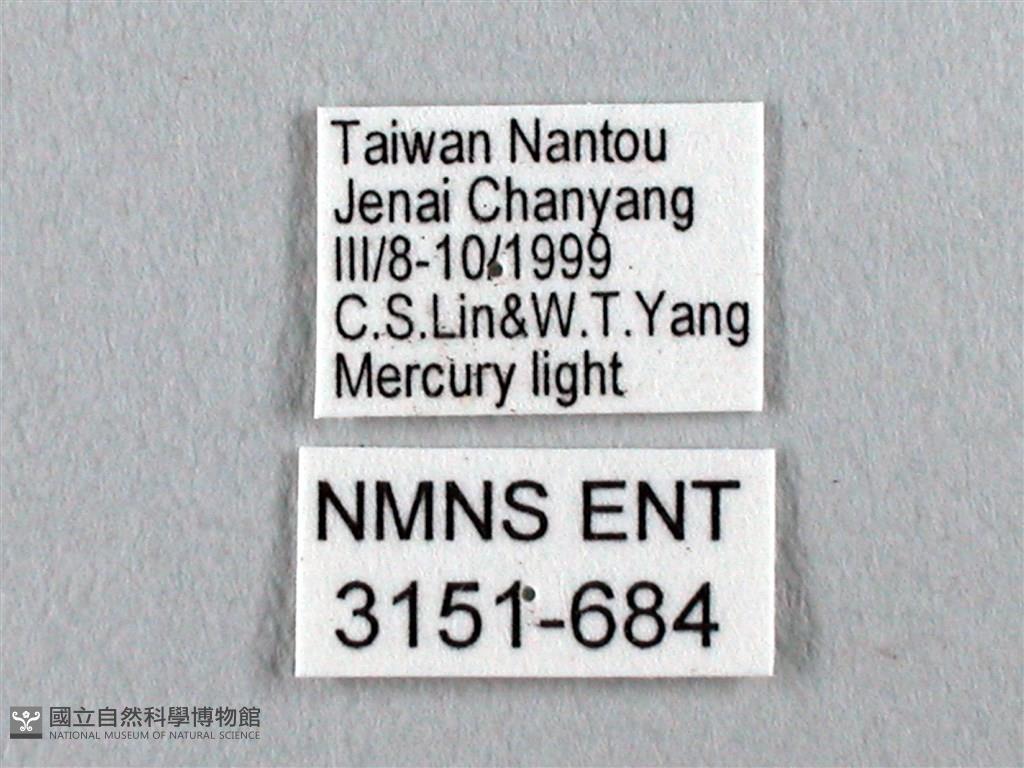 Taiwan Nantou
Jenai Chanyang
III/8-10/1999
C.S.Lin&W.T.Yang
Mercury light
NMNS ENT
3151-684
國立自然科學博物館
NATIONAL MUSEUM OF NATURAL SCIENCE